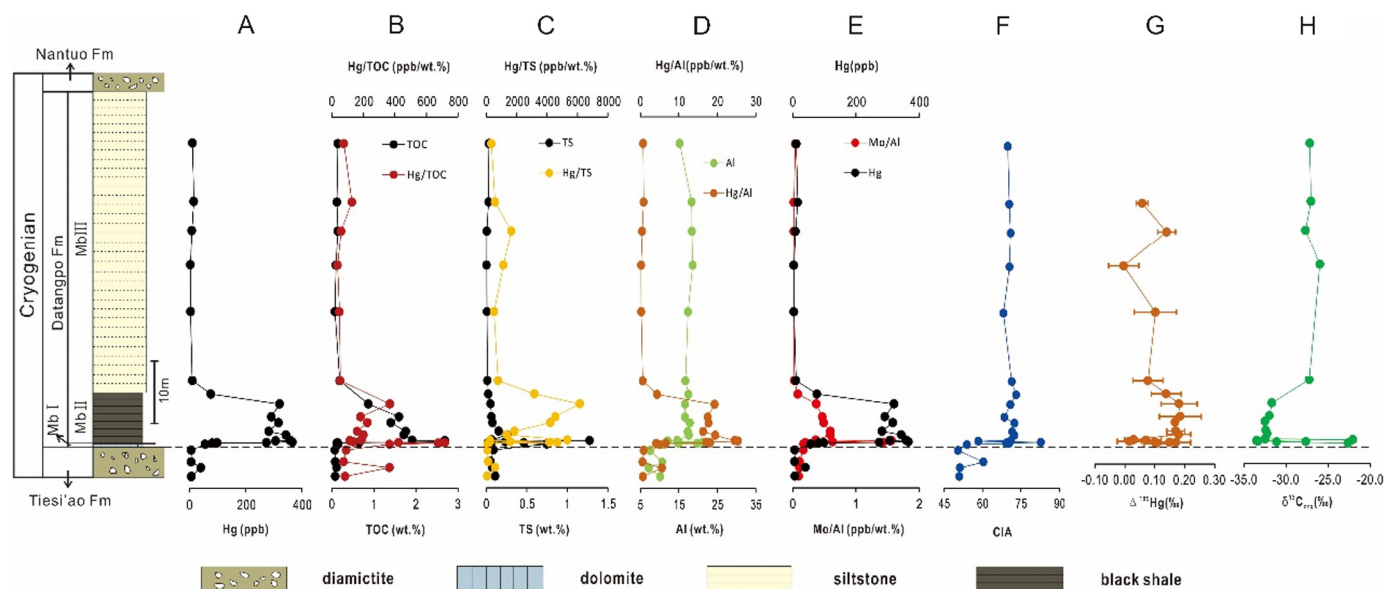 A B C D E F G H
Nantuo Fm
Hg/TOC (ppb/wt.%) Hg/TS (ppb/wt.%) Hg/Al(ppb/wt.%) Hg(ppb)
0 200 400 600 800 0 2000 4000 6000 8000 0 10 20 30 0 200 400
TOC
Hg/TOC
TS
Hg/TS
Al
Hg/Al
Mo/Al
Hg
Cryogenian
Datangpo Fm
MbIII
Mb I
Mb II
10m
Tiesi'ao Fm
0 200 400 0 1 2 3 0 0.5 1 1.5 5 15 25 35 0 1 2 45 60 75 90 -0.10 0.00 0.10 0.20 0.30 -35.0 -30.0 -25.0 -20.0
Hg (ppb) TOC (wt.%) TS (wt.%) Al (wt.%) Mo/Al (ppb/wt.%) CIA Δ¹⁹⁹Hg(‰) δ¹³C (‰)
diamictite dolomite siltstone black shale